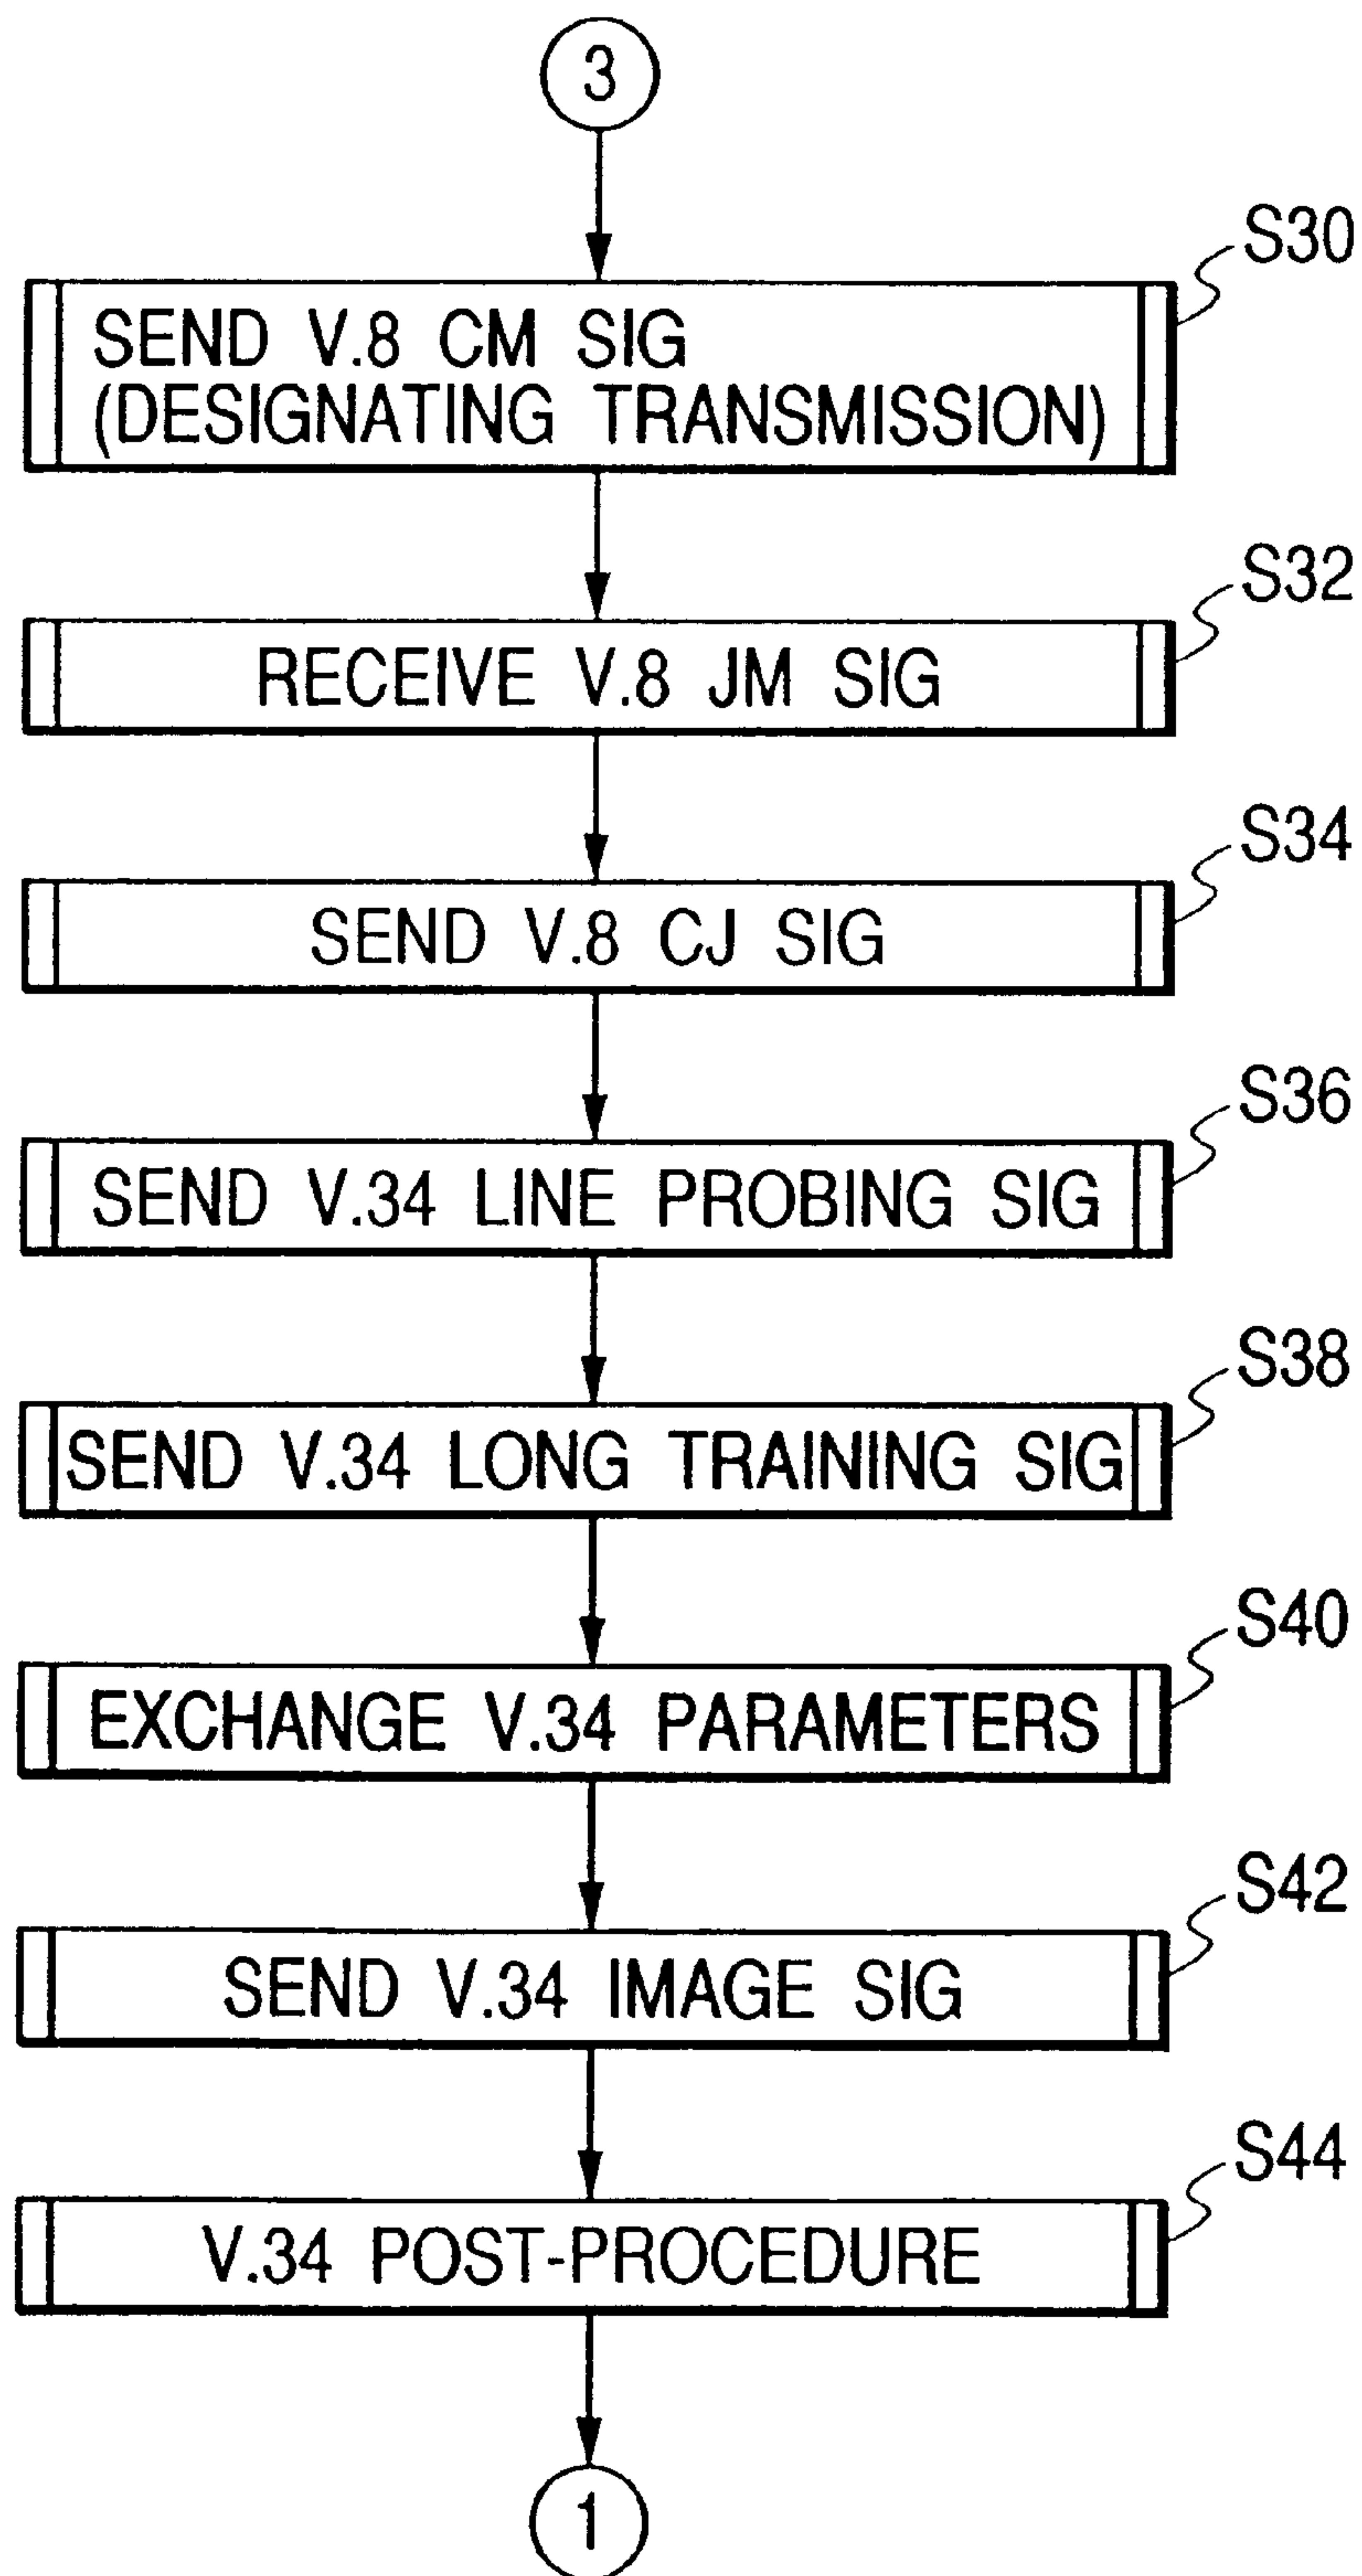 3
S30
SEND V.8 CM SIG
(DESIGNATING TRANSMISSION)
S32
RECEIVE V.8 JM SIG
S34
SEND V.8 CJ SIG
S36
SEND V.34 LINE PROBING SIG
S38
SEND V.34 LONG TRAINING SIG
S40
EXCHANGE V.34 PARAMETERS
S42
SEND V.34 IMAGE SIG
S44
V.34 POST-PROCEDURE
1